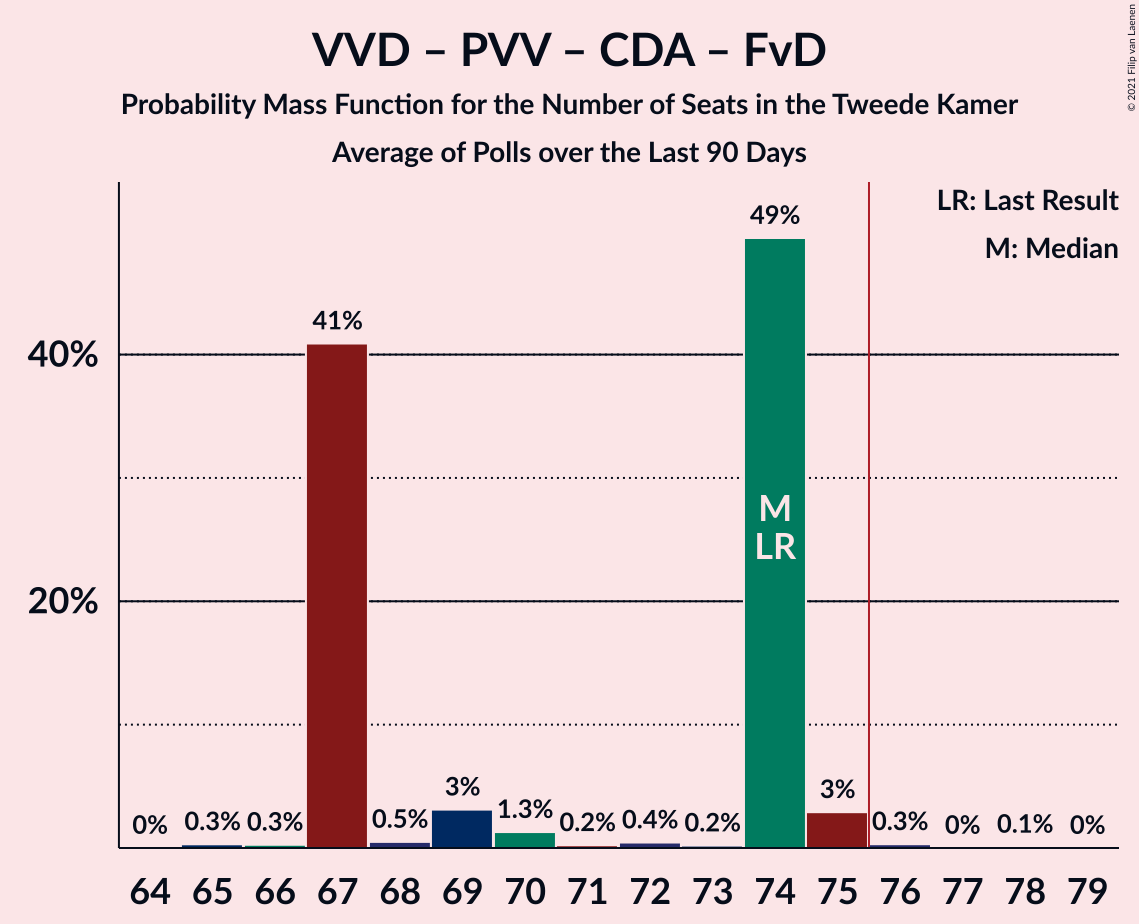 VVD – PVV – CDA – FvD
Probability Mass Function for the Number of Seats in the Tweede Kamer
Average of Polls over the Last 90 Days
© 2021 Filip van Laenen
LR: Last Result
M: Median
40%
20%
0%
0.3%
0.3%
41%
0.5%
3%
1.3%
0.2%
0.4%
0.2%
49%
3%
0.3%
0%
0.1%
0%
M
LR
64 65 66 67 68 69 70 71 72 73 74 75 76 77 78 79